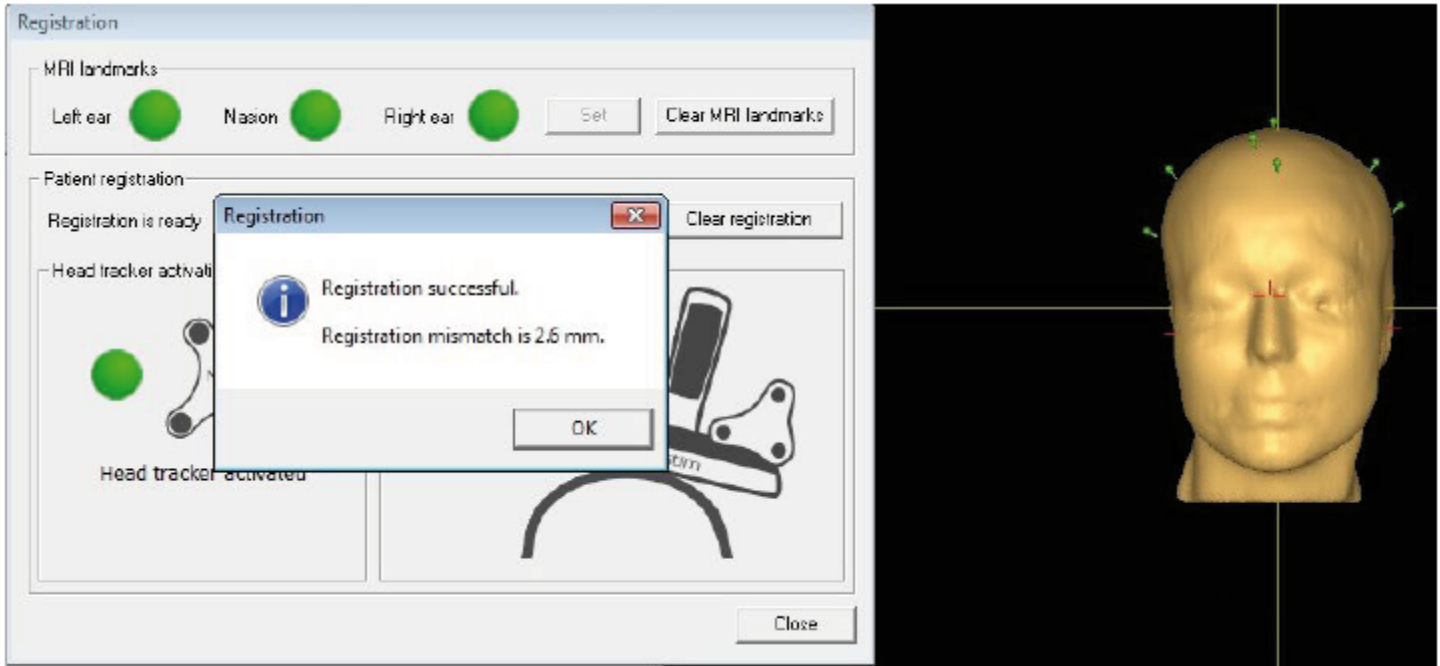 Registration
MRI landmarks
Left ear
Nasion
Right ear
Set
Clear MRI landmarks
Patient registration
Registration is ready
Clear registration
Registration
Registration successful.
Registration mismatch is 2.6 mm.
OK
Head tracker
Head tracker activated
Close